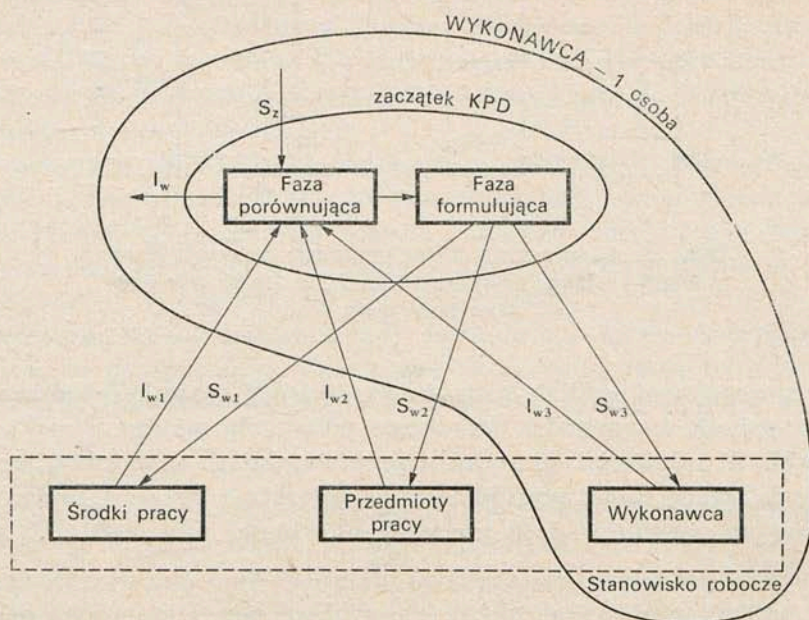 WYKONAWCA – 1 osoba
zaczątek KPD
S_z
I_w
Faza
porównująca
Faza
formułująca
I_w1
S_w1
I_w2
S_w2
I_w3
S_w3
Środki pracy
Przedmioty
pracy
Wykonawca
Stanowisko robocze